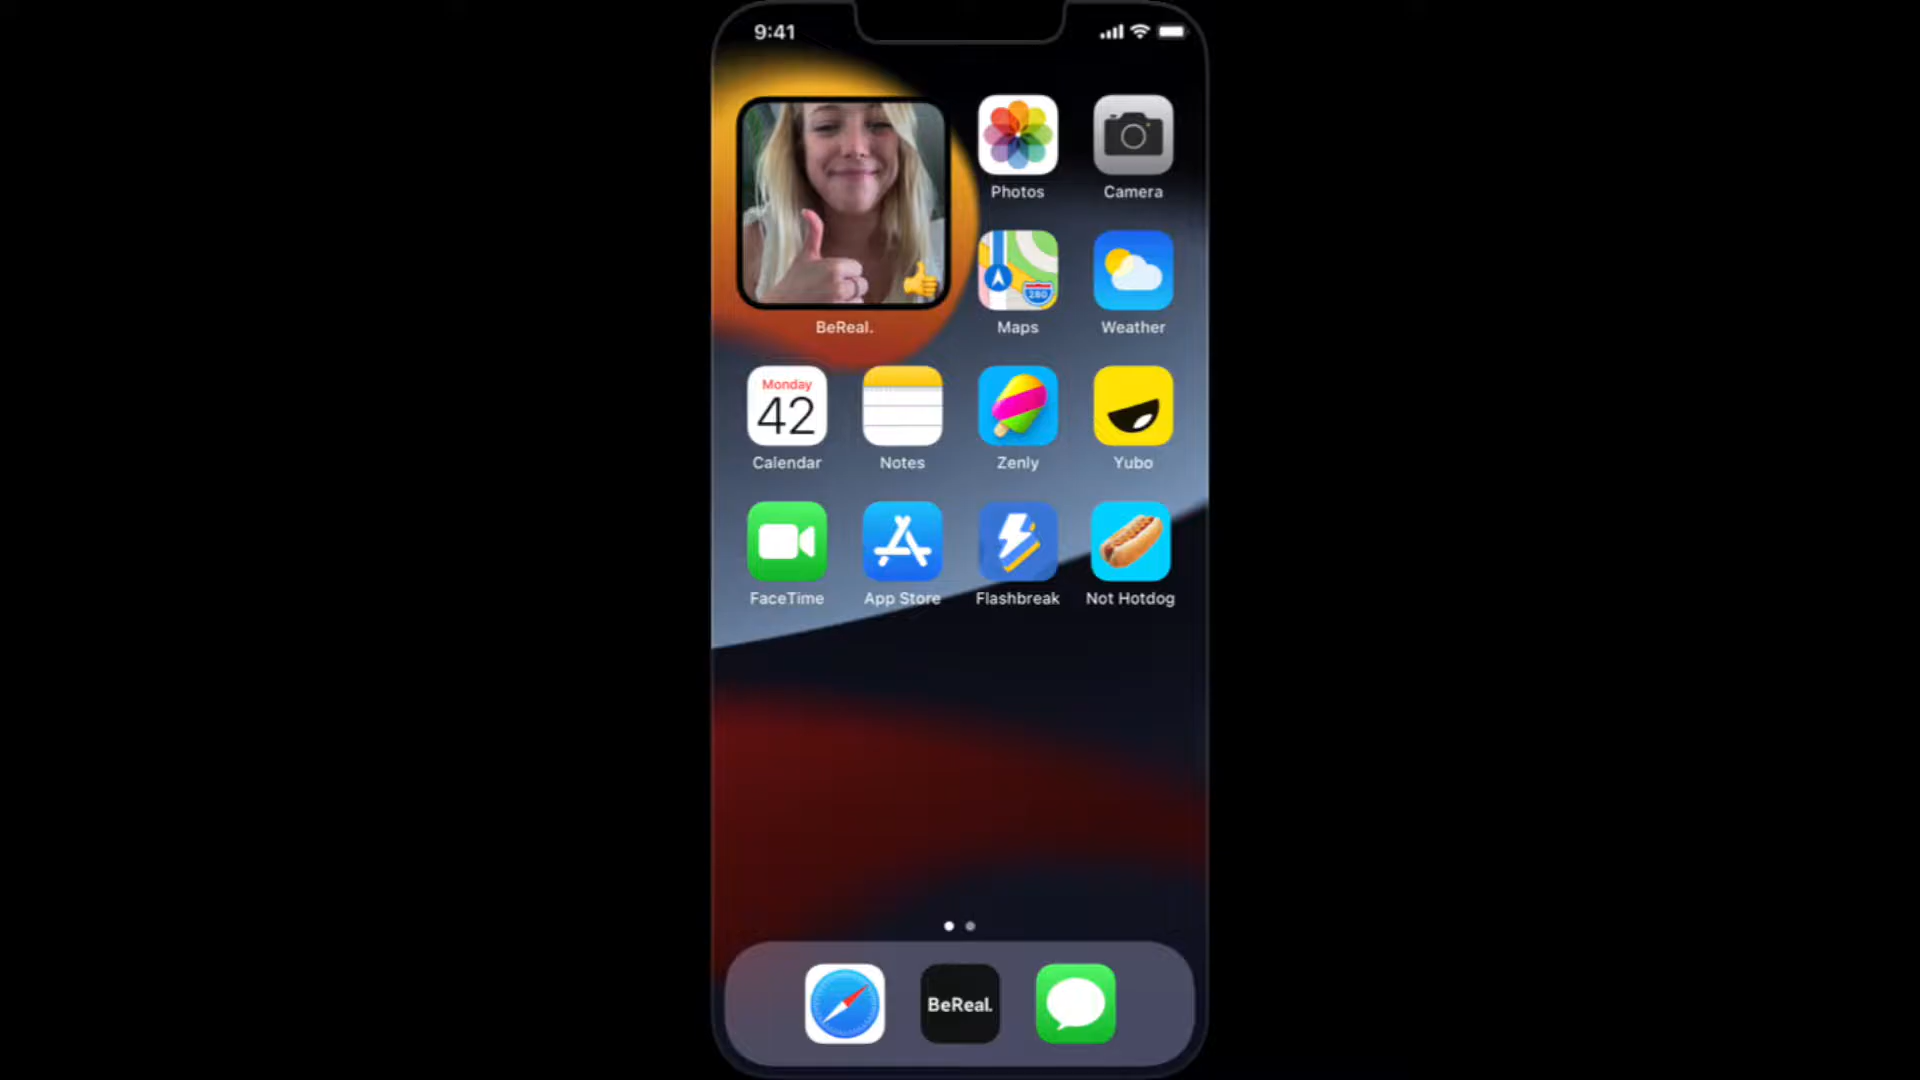 9:41
Photos
Camera
280
BeReal.
Maps
Weather
Monday
42
Calendar
Notes
Zenly
Yubo
FaceTime
App Store
Flashbreak
Not Hotdog
BeReal.